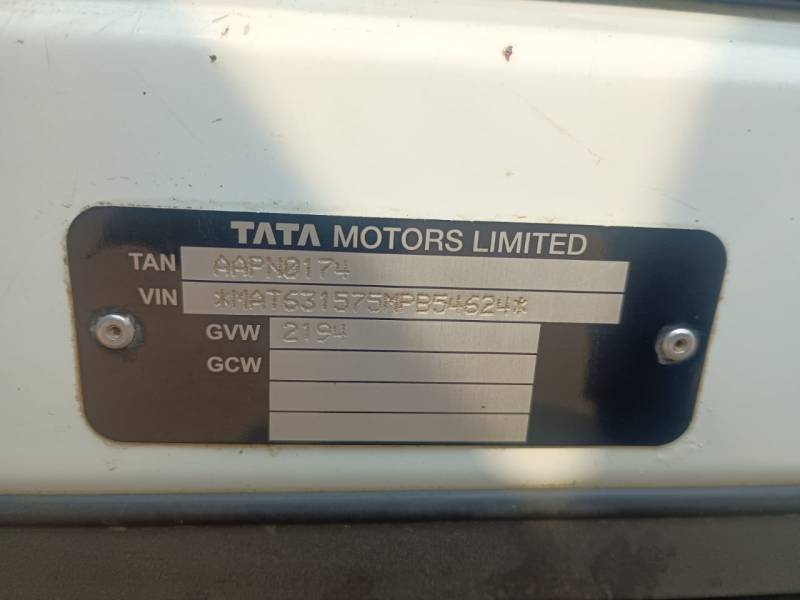 TATA MOTORS LIMITED
TAN AAPN0174
VIN *MAT631575MPB54624*
GVW 2194
GCW